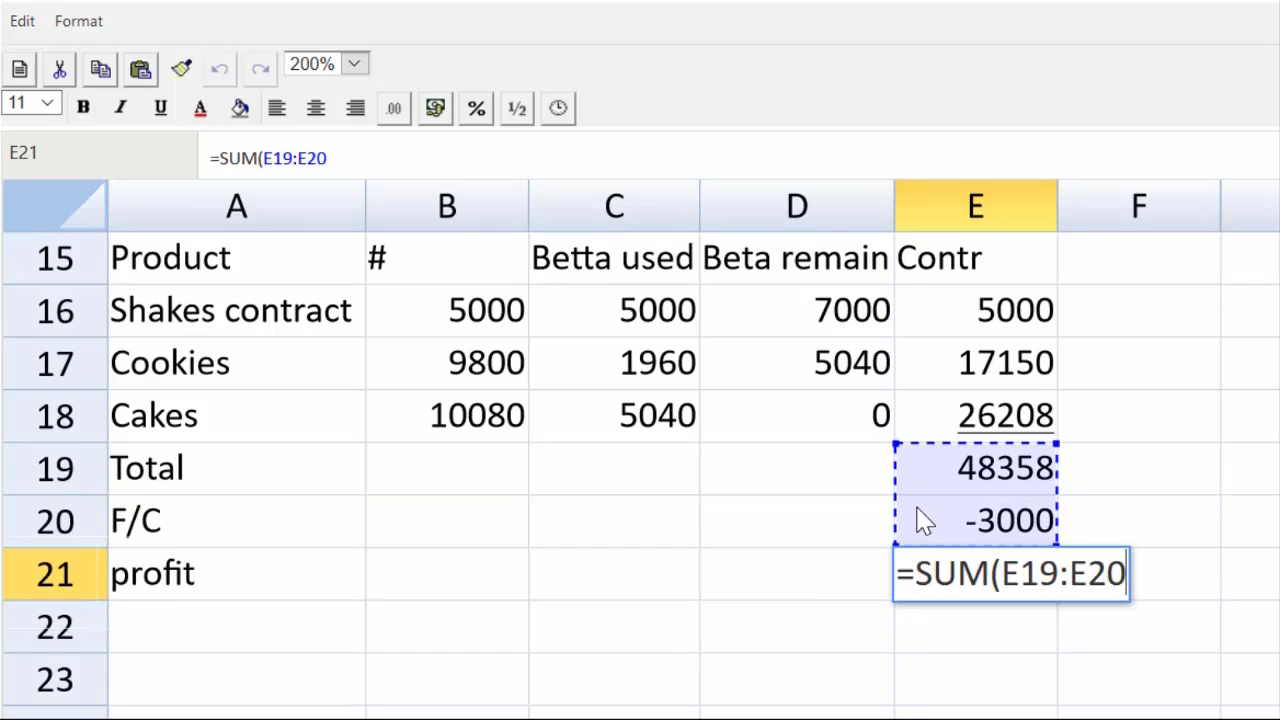 Edit Format
200%
11 B I U A .00 % 1/2
E21 =SUM(E19:E20
A B C D E F
15 Product # Betta used Beta remain Contr
16 Shakes contract 5000 5000 7000 5000
17 Cookies 9800 1960 5040 17150
18 Cakes 10080 5040 0 26208
19 Total 48358
20 F/C -3000
21 profit =SUM(E19:E20
22
23